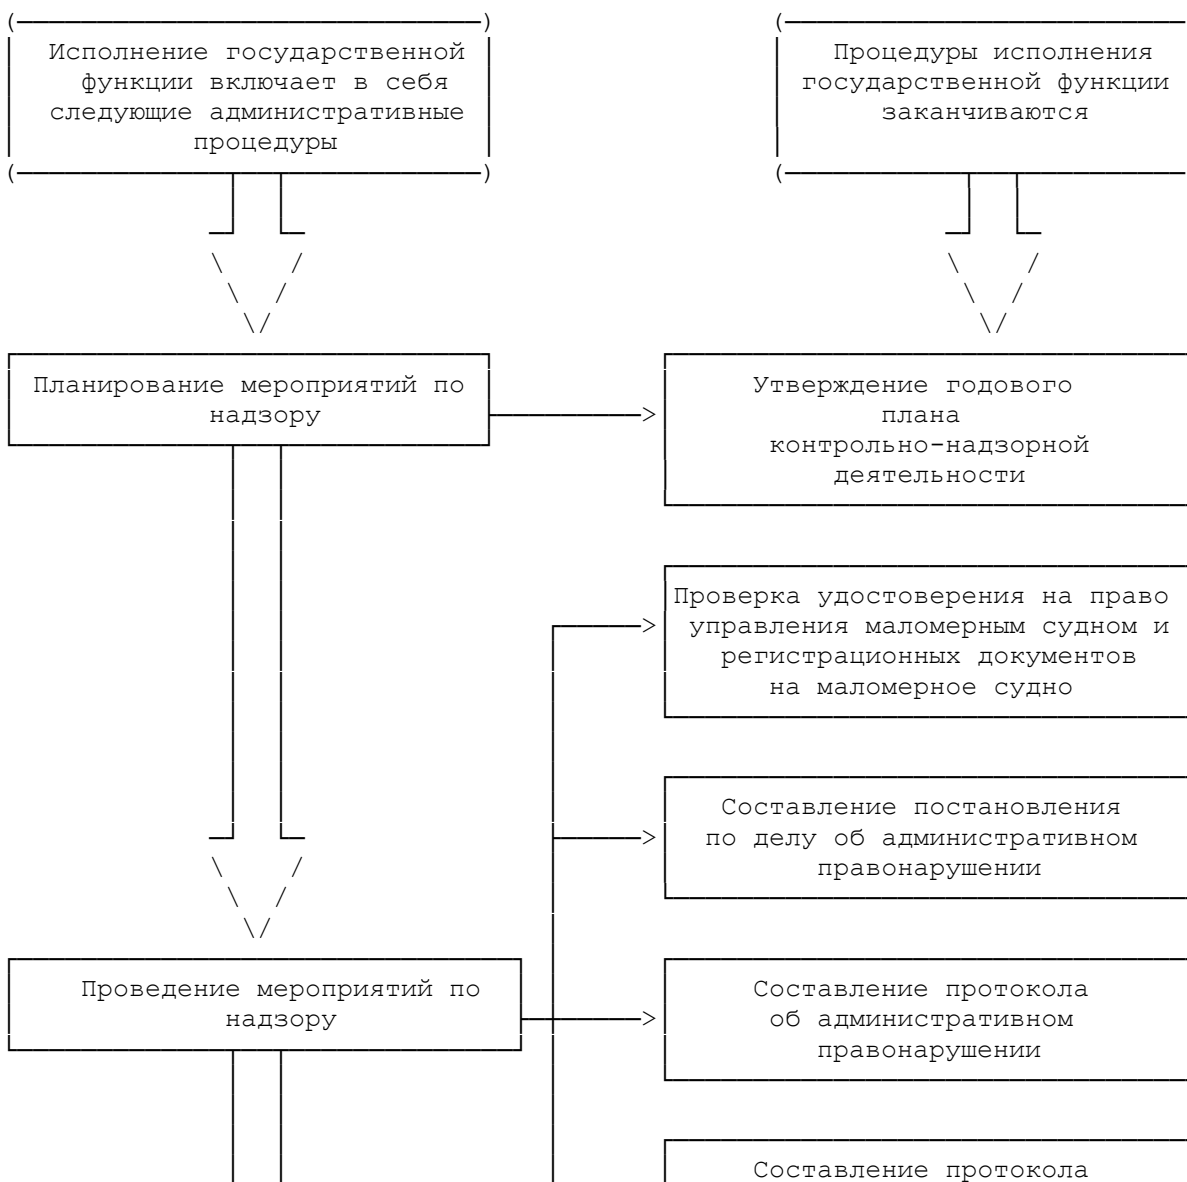 Исполнение государственной
функции включает в себя
следующие административные
процедуры
Процедуры исполнения
государственной функции
заканчиваются
Планирование мероприятий по
надзору
Утверждение годового
плана
контрольно-надзорной
деятельности
Проверка удостоверения на право
управления маломерным судном и
регистрационных документов
на маломерное судно
Составление постановления
по делу об административном
правонарушении
Проведение мероприятий по
надзору
Составление протокола
об административном
правонарушении
Составление протокола